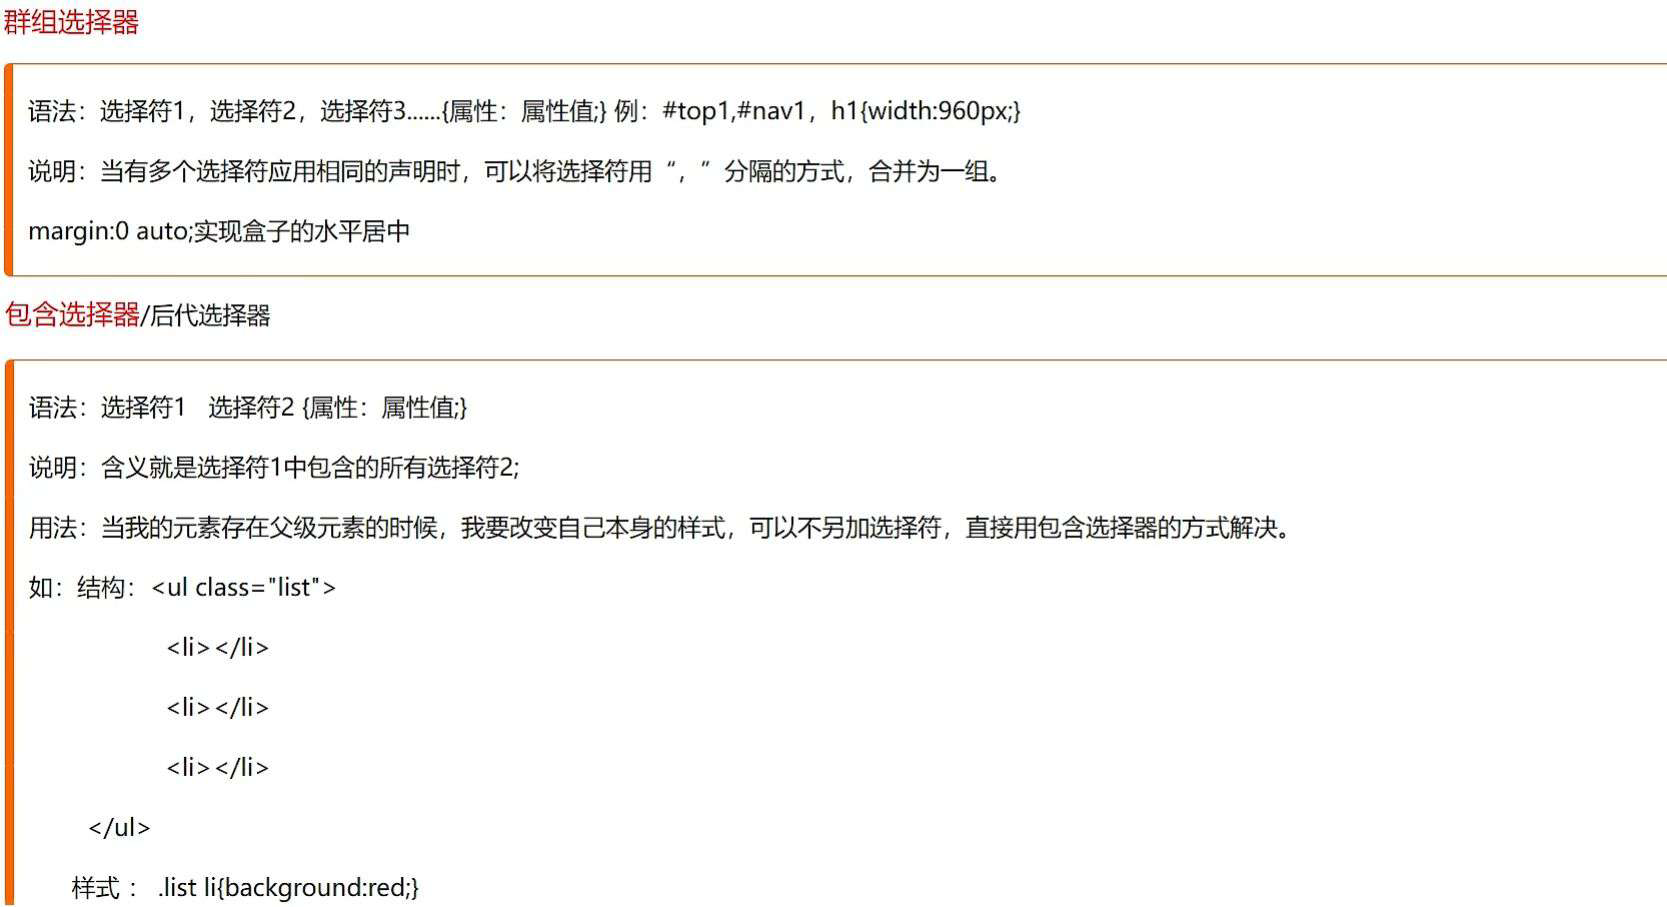 群组选择器
语法：选择符1，选择符2，选择符3......{属性：属性值;} 例：#top1,#nav1，h1{width:960px;}
说明：当有多个选择符应用相同的声明时，可以将选择符用“，”分隔的方式，合并为一组。
margin:0 auto;实现盒子的水平居中
包含选择器/后代选择器
语法：选择符1 选择符2 {属性：属性值;}
说明：含义就是选择符1中包含的所有选择符2;
用法：当我的元素存在父级元素的时候，我要改变自己本身的样式，可以不另加选择符，直接用包含选择器的方式解决。
如：结构：<ul class="list">
<li></li>
<li></li>
<li></li>
</ul>
样式： .list li{background:red;}